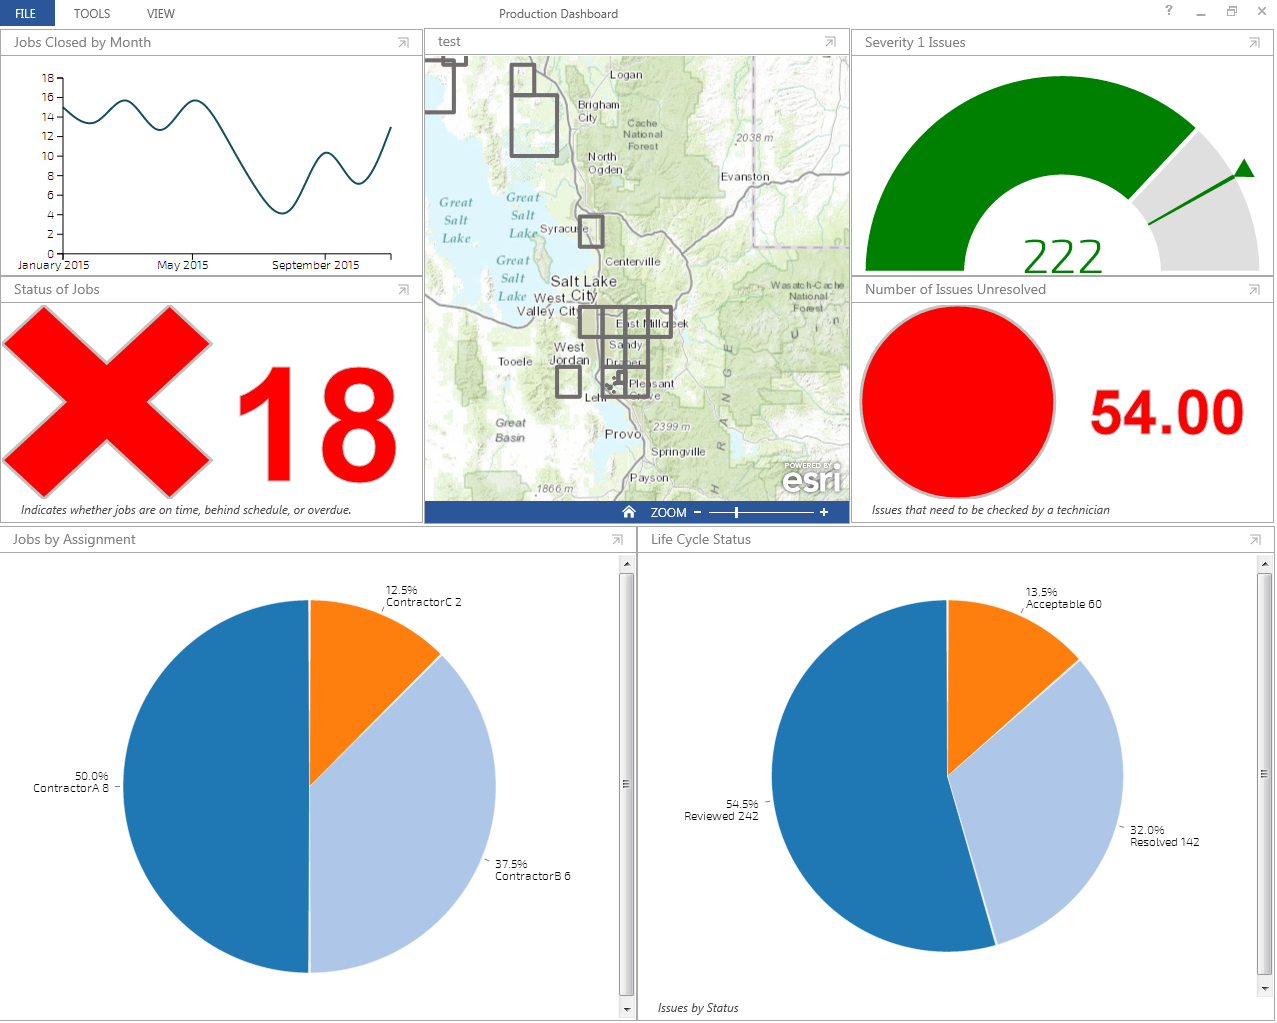 FILE TOOLS VIEW Production Dashboard ?
Jobs Closed by Month
18
16
14
12
10
8
6
4
2
0
January 2015 May 2015 September 2015
test
Logan
Brigham
City
Cache
National
Forest
2038 m
North
Ogden
Evanston
Great
Salt
Lake
Great
Salt
Lake
Syracuse
Great
Salt
Lake
Centerville
Salt Lake
City
West
Valley City
Wasatch-Cache
National
Forest
East Millcreek
Sandy
Draper
West
Jordan
Tooele
Pleasant
Grove
Lehi
Great
Basin
Provo
2399 m
Springville
Payson
1866 m
POWERED BY
esri
ZOOM
Severity 1 Issues
222
Status of Jobs
18
Indicates whether jobs are on time, behind schedule, or overdue.
Number of Issues Unresolved
54.00
Issues that need to be checked by a technician
Jobs by Assignment
12.5%
ContractorC 2
50.0%
ContractorA 8
37.5%
ContractorB 6
Life Cycle Status
13.5%
Acceptable 60
54.5%
Reviewed 242
32.0%
Resolved 142
Issues by Status